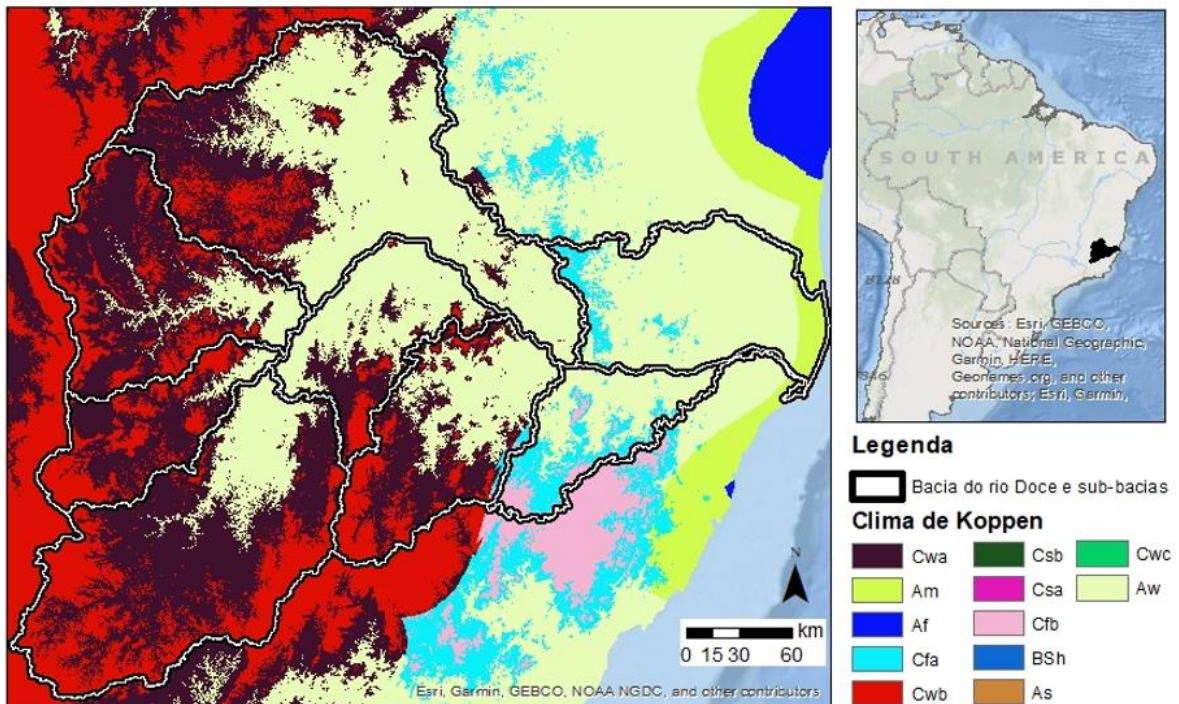 N
km
0 15 30 60
Esri, Garmin, GEBCO, NOAA NGDC, and other contributors
SOUTH AMERICA
Sources: Esri, GEBCO,
NOAA, National Geographic,
Garmin, HERE,
Geonames.org, and other
contributors; Esri, Garmin,
Legenda
Bacia do rio Doce e sub-bacias
Clima de Koppen
Cwa Csb Cwc
Am Csa Aw
Af Cfb
Cfa BSh
Cwb As